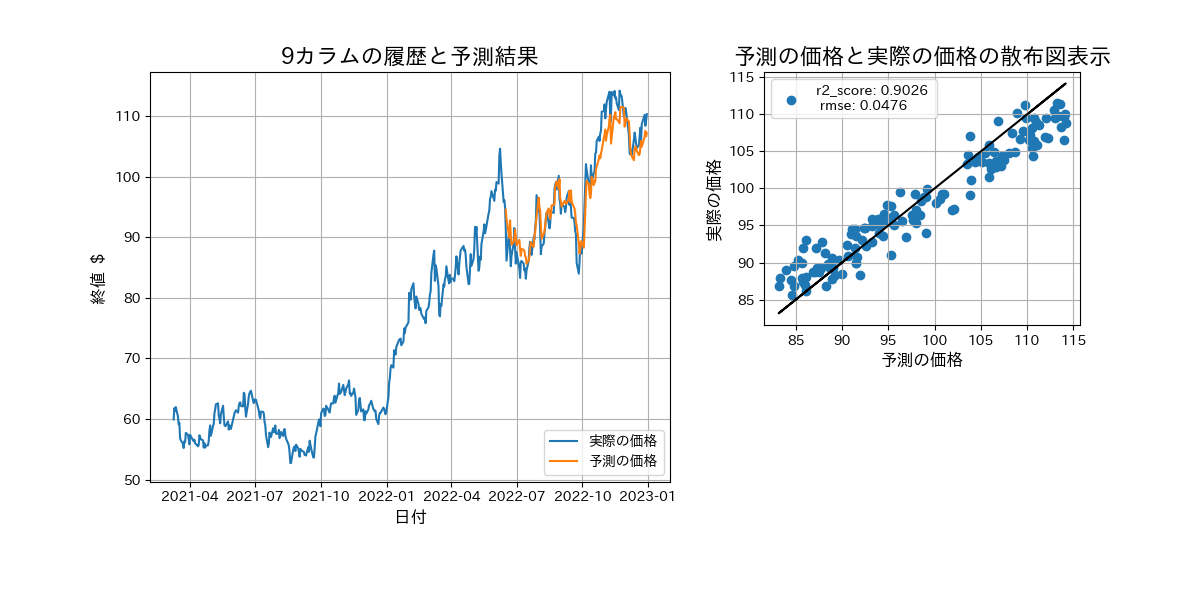 9カラムの履歴と予測結果
終値 $
110
100
90
80
70
60
50
2021-04 2021-07 2021-10 2022-01 2022-04 2022-07 2022-10 2023-01
日付
実際の価格
予測の価格
予測の価格と実際の価格の散布図表示
r2_score: 0.9026
rmse: 0.0476
実際の価格
115
110
105
100
95
90
85
85 90 95 100 105 110 115
予測の価格